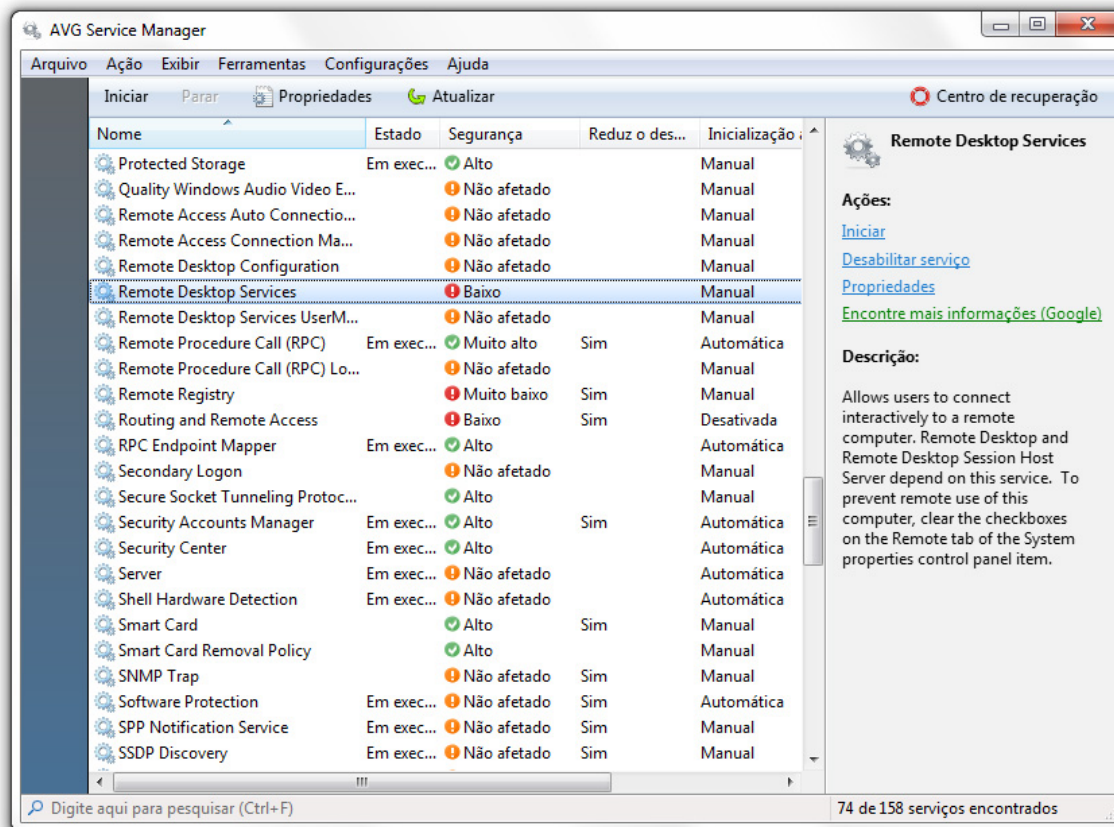 AVG Service Manager
Arquivo Ação Exibir Ferramentas Configurações Ajuda
Iniciar Parar Propriedades Atualizar Centro de recuperação
Nome Estado Segurança Reduz o des... Inicialização
Protected Storage Em exec... Alto Manual
Quality Windows Audio Video E... Não afetado Manual
Remote Access Auto Connectio... Não afetado Manual
Remote Access Connection Ma... Não afetado Manual
Remote Desktop Configuration Não afetado Manual
Remote Desktop Services Baixo Manual
Remote Desktop Services UserM... Não afetado Manual
Remote Procedure Call (RPC) Em exec... Muito alto Sim Automática
Remote Procedure Call (RPC) Lo... Não afetado Manual
Remote Registry Muito baixo Sim Manual
Routing and Remote Access Baixo Sim Desativada
RPC Endpoint Mapper Em exec... Alto Automática
Secondary Logon Não afetado Manual
Secure Socket Tunneling Protoc... Alto Manual
Security Accounts Manager Em exec... Alto Sim Automática
Security Center Em exec... Alto Automática
Server Em exec... Não afetado Automática
Shell Hardware Detection Em exec... Não afetado Automática
Smart Card Alto Sim Manual
Smart Card Removal Policy Alto Manual
SNMP Trap Não afetado Sim Manual
Software Protection Em exec... Não afetado Sim Automática
SPP Notification Service Em exec... Não afetado Sim Manual
SSDP Discovery Em exec... Não afetado Sim Manual
Remote Desktop Services
Ações:
Iniciar
Desabilitar serviço
Propriedades
Encontre mais informações (Google)
Descrição:
Allows users to connect
interactively to a remote
computer. Remote Desktop and
Remote Desktop Session Host
Server depend on this service. To
prevent remote use of this
computer, clear the checkboxes
on the Remote tab of the System
properties control panel item.
Digite aqui para pesquisar (Ctrl+F) 74 de 158 serviços encontrados